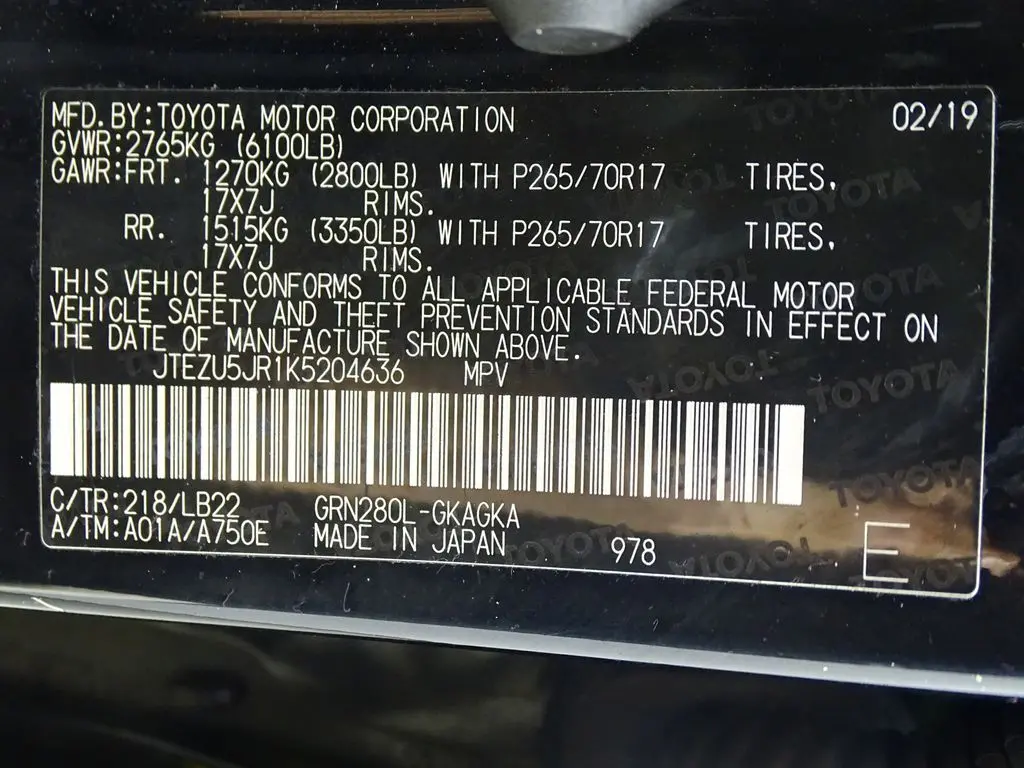 MFD.BY:TOYOTA MOTOR CORPORATION 02/19
GVWR:2765KG (6100LB)
GAWR:FRT. 1270KG (2800LB) WITH P265/70R17 TIRES,
17X7J RIMS.
RR. 1515KG (3350LB) WITH P265/70R17 TIRES,
17X7J RIMS.
THIS VEHICLE CONFORMS TO ALL APPLICABLE FEDERAL MOTOR
VEHICLE SAFETY AND THEFT PREVENTION STANDARDS IN EFFECT ON
THE DATE OF MANUFACTURE SHOWN ABOVE.
JTEZU5JR1K5204636 MPV
C/TR:218/LB22 GRN280L-GKAGKA
A/TM:A01A/A750E MADE IN JAPAN 978 E